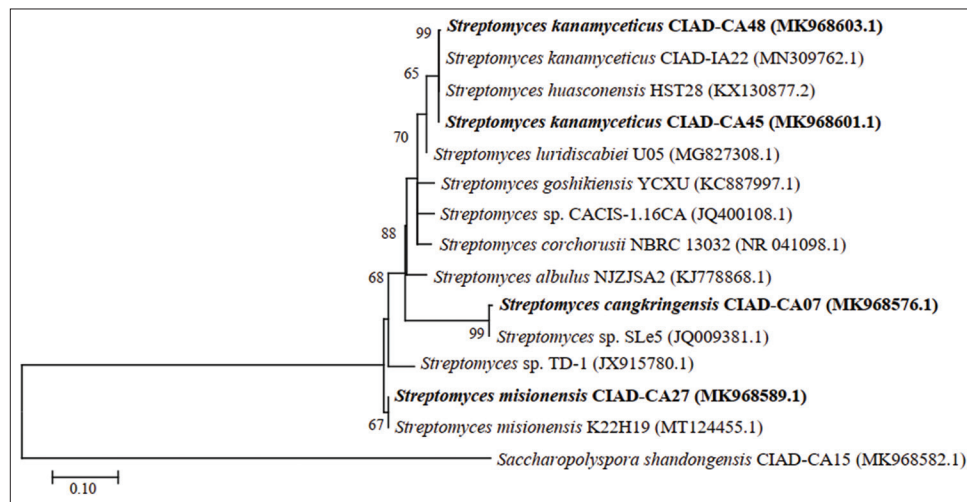 99
Streptomyces kanamyceticus CIAD-CA48 (MK968603.1)
Streptomyces kanamyceticus CIAD-IA22 (MN309762.1)
65
Streptomyces huasconensis HST28 (KX130877.2)
Streptomyces kanamyceticus CIAD-CA45 (MK968601.1)
70
Streptomyces luridiscabiei U05 (MG827308.1)
Streptomyces goshikiensis YCXU (KC887997.1)
Streptomyces sp. CACIS-1.16CA (JQ400108.1)
88
Streptomyces corchorusii NBRC 13032 (NR 041098.1)
68
Streptomyces albulus NJZJSA2 (KJ778868.1)
Streptomyces cangkringensis CIAD-CA07 (MK968576.1)
99
Streptomyces sp. SLe5 (JQ009381.1)
Streptomyces sp. TD-1 (JX915780.1)
Streptomyces misionensis CIAD-CA27 (MK968589.1)
67
Streptomyces misionensis K22H19 (MT124455.1)
Saccharopolyspora shandongensis CIAD-CA15 (MK968582.1)
0.10